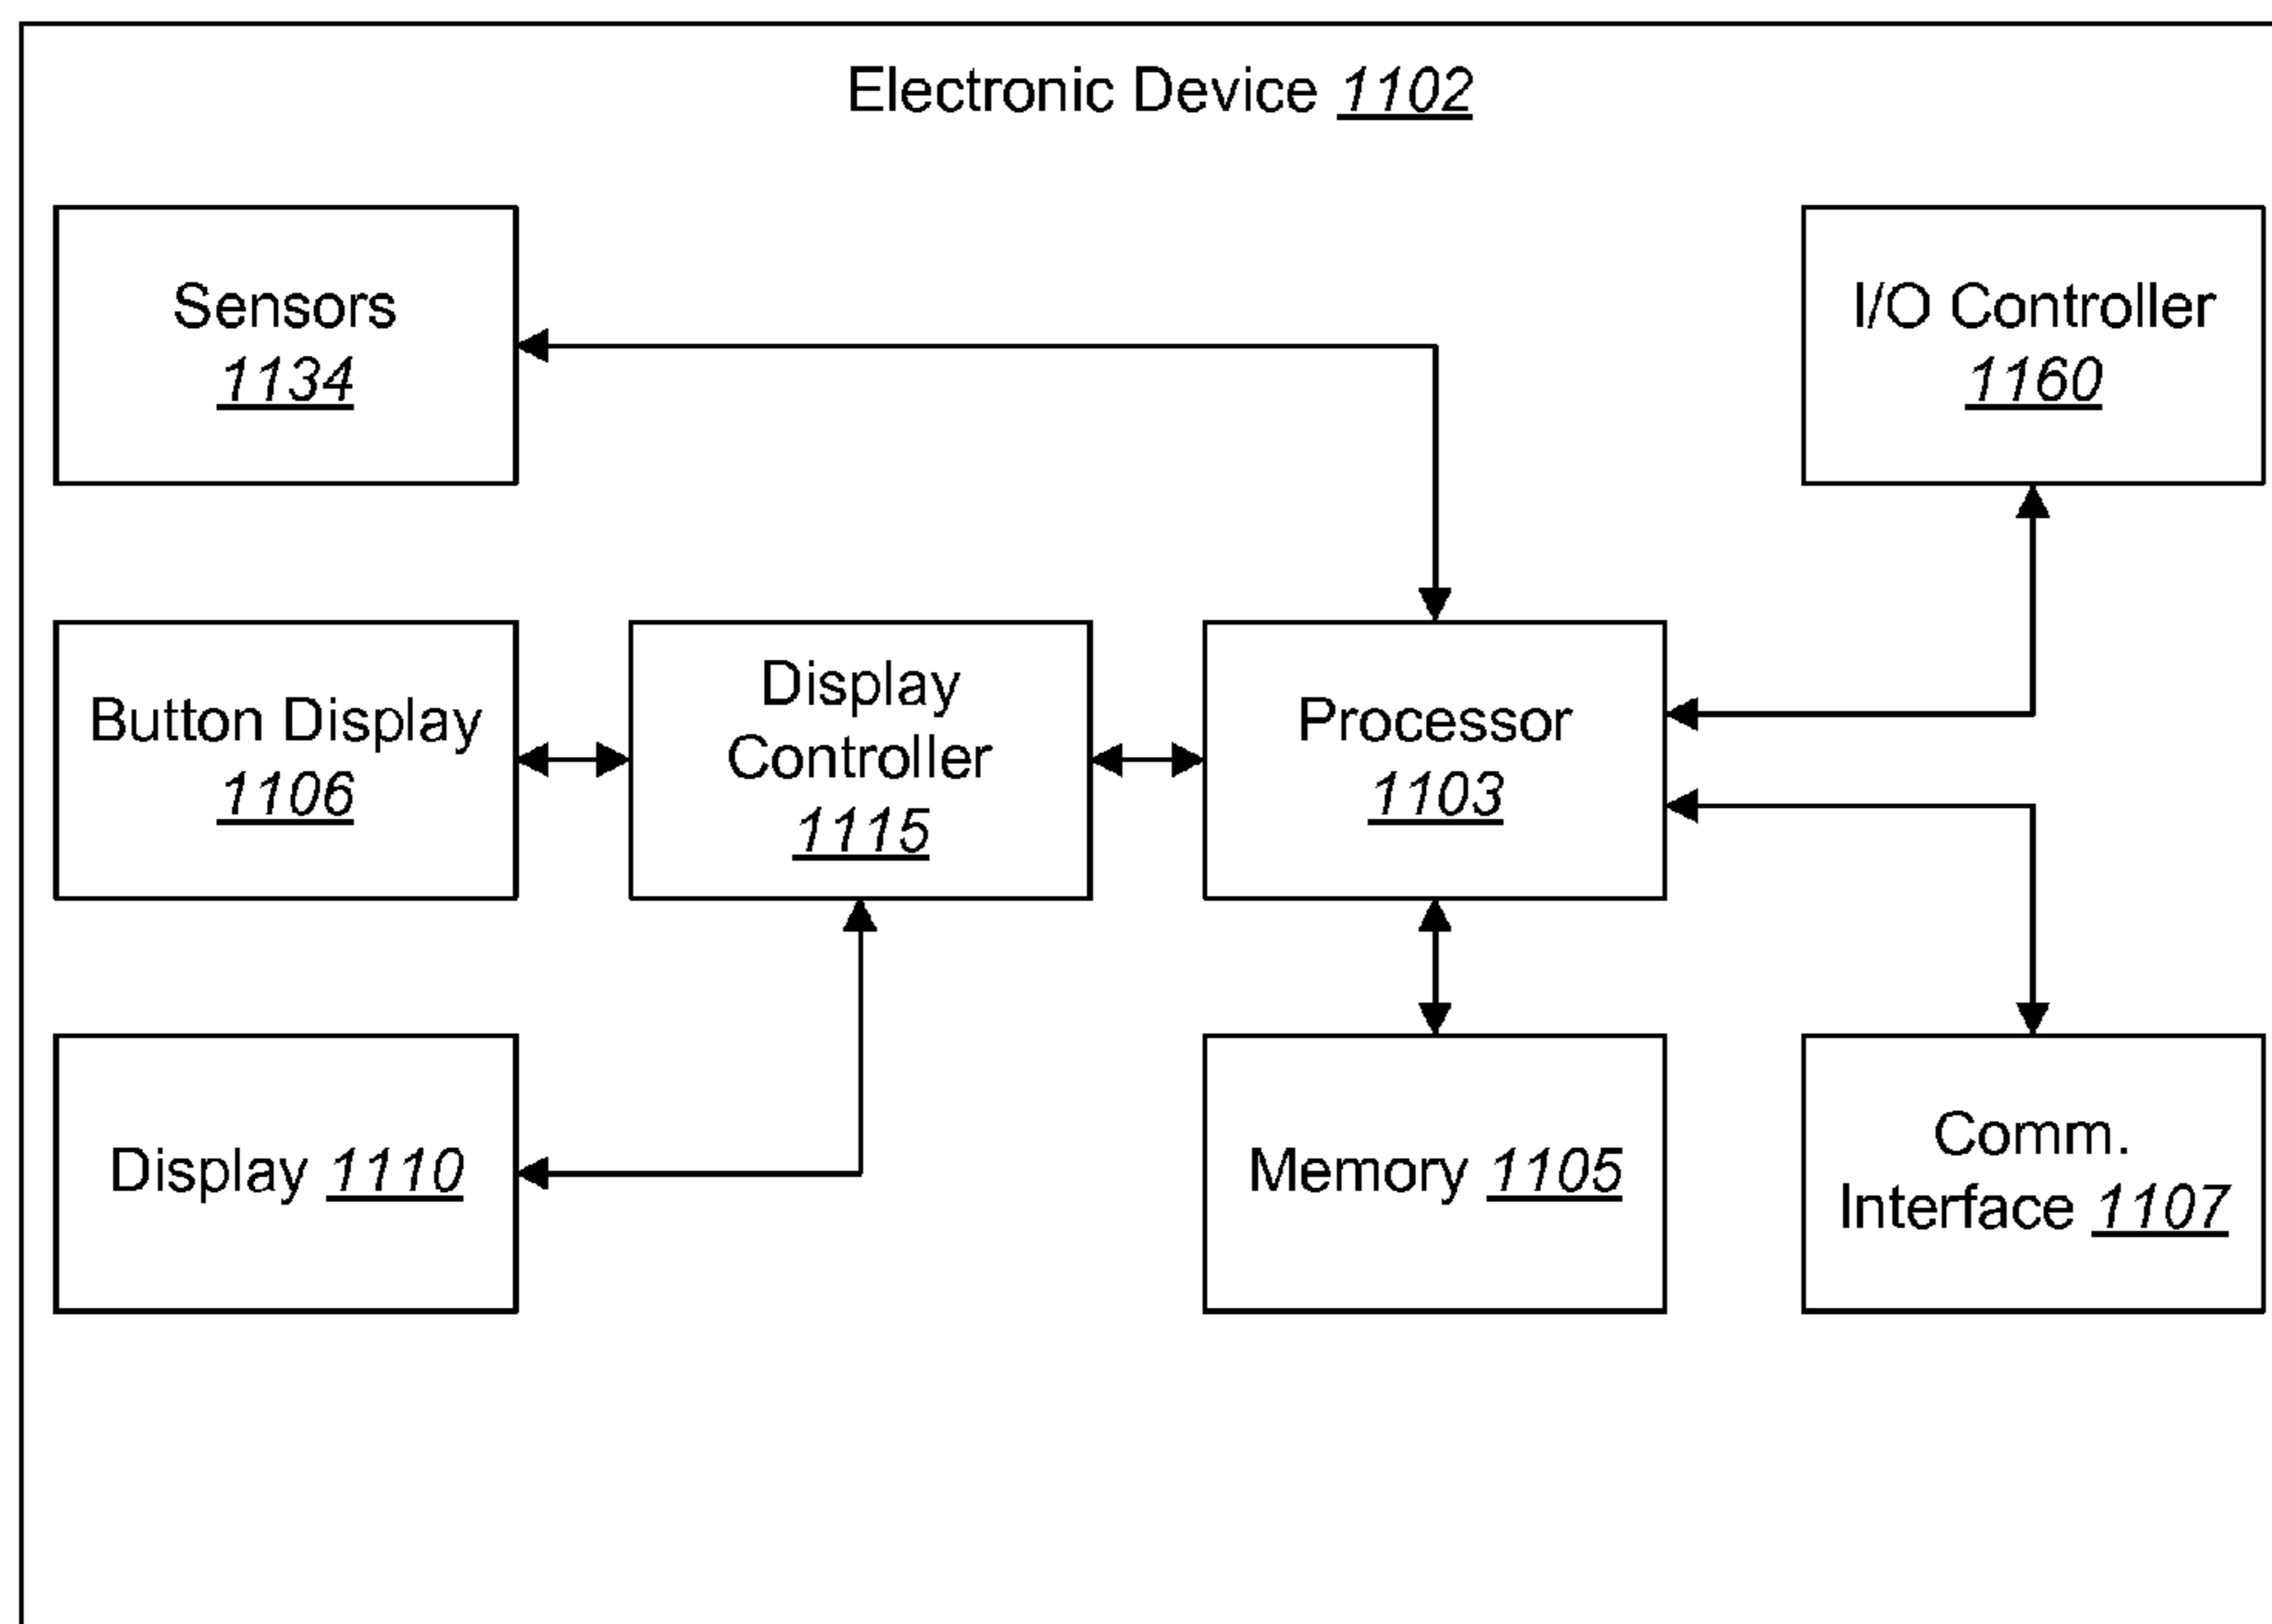 Electronic Device 1102
Sensors
1134
I/O Controller
1160
Button Display
1106
Display
Controller
1115
Processor
1103
Display 1110
Memory 1105
Comm.
Interface 1107